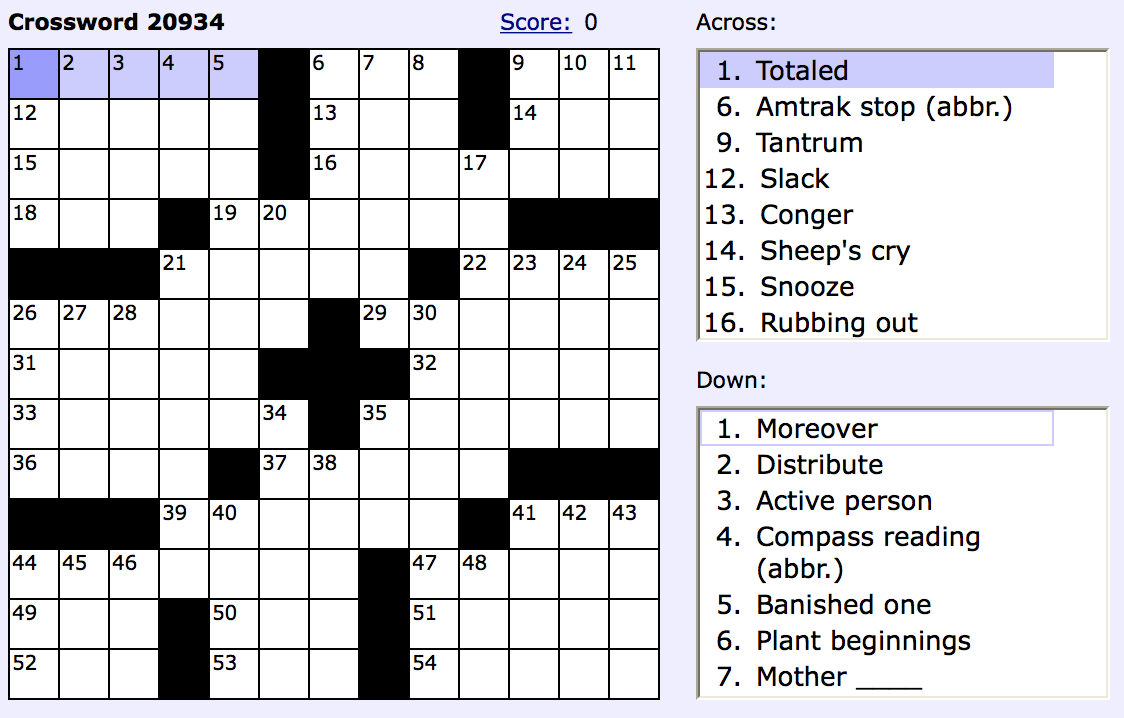 Crossword 20934 Score: 0 Across:
1 2 3 4 5 6 7 8 9 10 11
12 13 14
15 16 17
18 19 20
21 22 23 24 25
26 27 28 29 30
31 32
33 34 35
36 37 38
39 40 41 42 43
44 45 46 47 48
49 50 51
52 53 54
1. Totaled
6. Amtrak stop (abbr.)
9. Tantrum
12. Slack
13. Conger
14. Sheep's cry
15. Snooze
16. Rubbing out
Down:
1. Moreover
2. Distribute
3. Active person
4. Compass reading
(abbr.)
5. Banished one
6. Plant beginnings
7. Mother _____